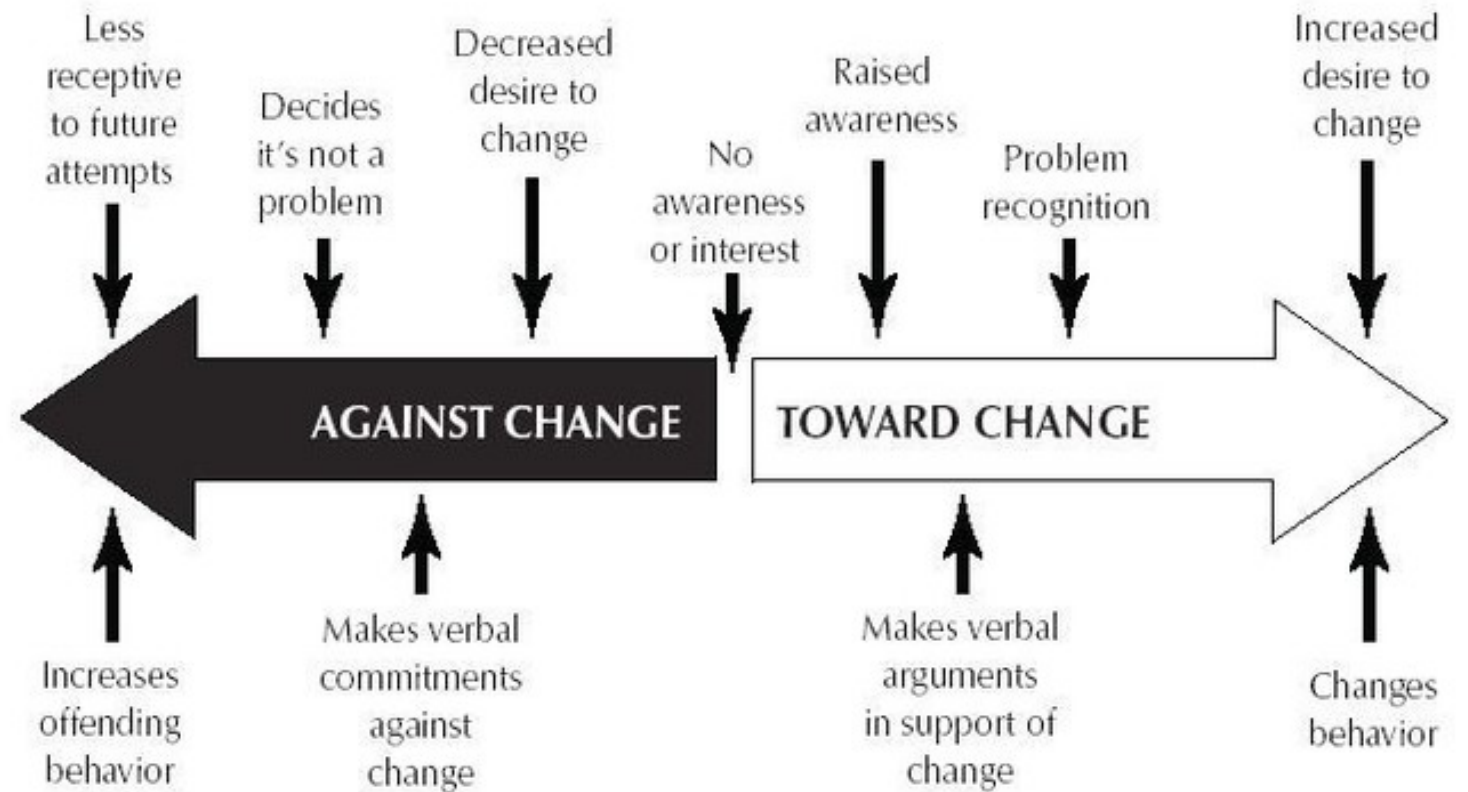 Less
receptive
to future
attempts
Decides
it's not a
problem
Decreased
desire to
change
No
awareness
or interest
Raised
awareness
Problem
recognition
Increased
desire to
change
AGAINST CHANGE
TOWARD CHANGE
Increases
offending
behavior
Makes verbal
commitments
against
change
Makes verbal
arguments
in support of
change
Changes
behavior